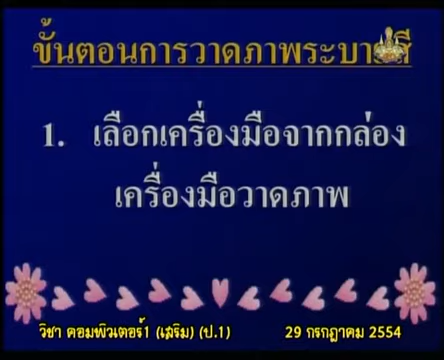 ขั้นตอนการวาดภาพระบายสี
1. เลือกเครื่องมือจากกล่อง
เครื่องมือวาดภาพ
วิชา คอมพิวเตอร์1 (เสริม) (ป.1) 29 กรกฎาคม 2554